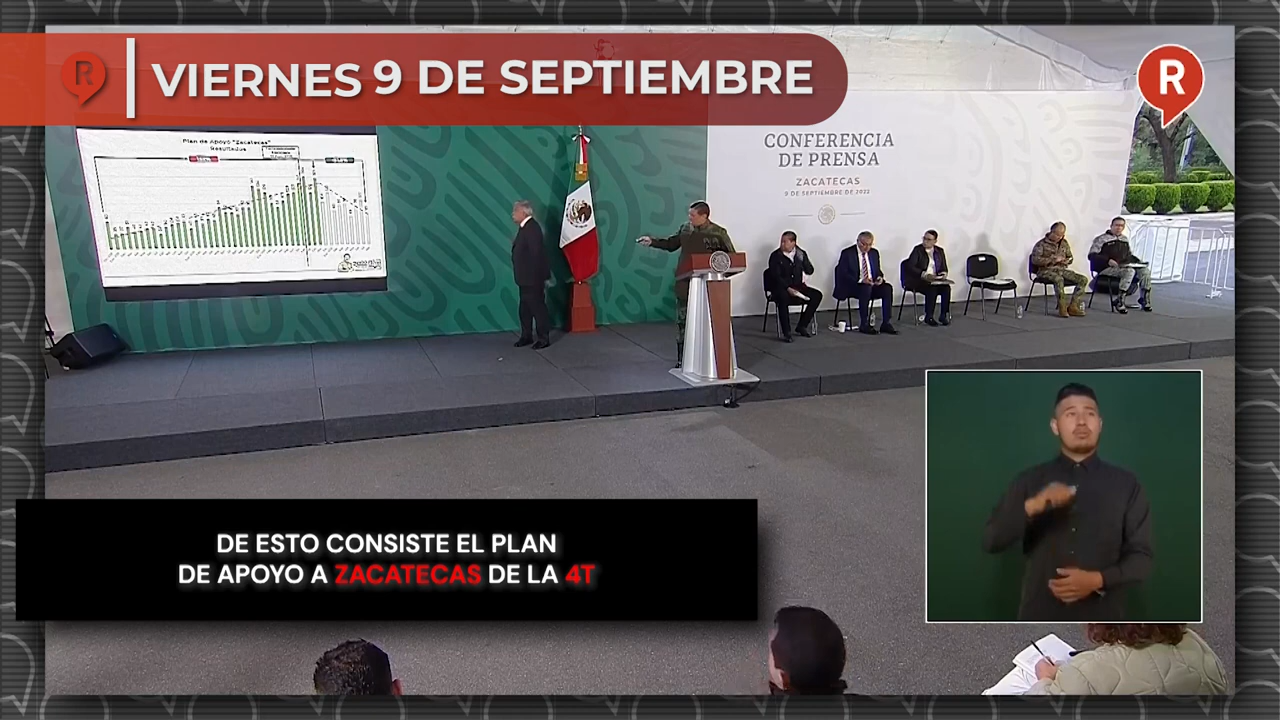 R
VIERNES 9 DE SEPTIEMBRE
R
Plan de Apoyo "Zacatecas"
Resultados
CONFERENCIA
DE PRENSA
ZACATECAS
9 DE SEPTIEMBRE DE 2022
DE ESTO CONSISTE EL PLAN
DE APOYO A ZACATECAS DE LA 4T